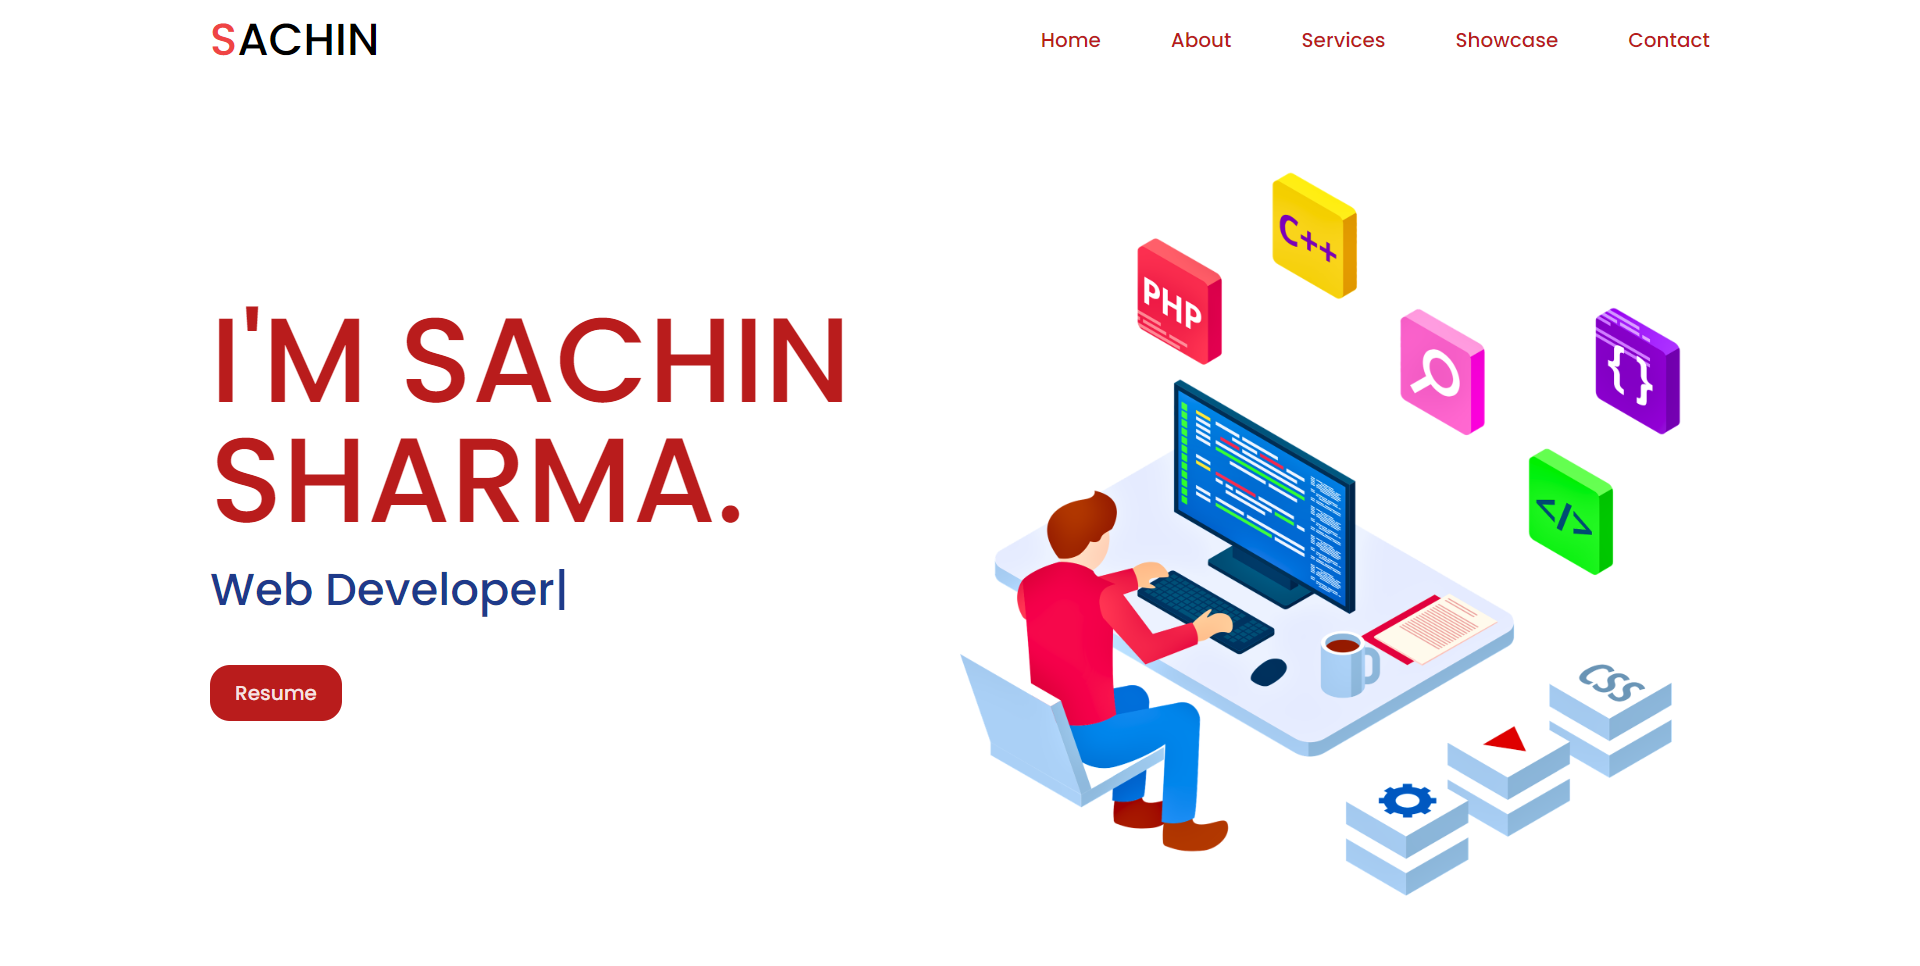 SACHIN
Home About Services Showcase Contact
C++
PHP
{}
</>
I'M SACHIN
SHARMA.
Web Developer|
Resume
CSS